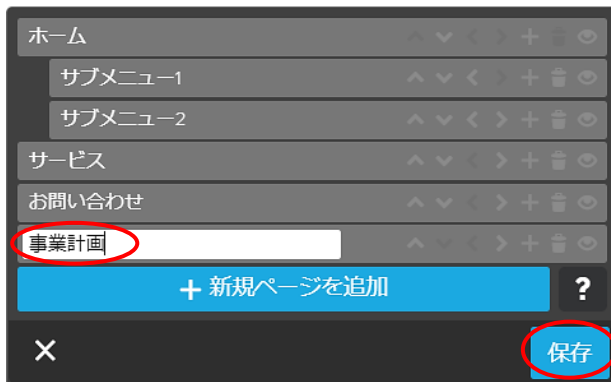 ホーム
サブメニュー1
サブメニュー2
サービス
お問い合わせ
事業計画
+ 新規ページを追加 ?
× 保存